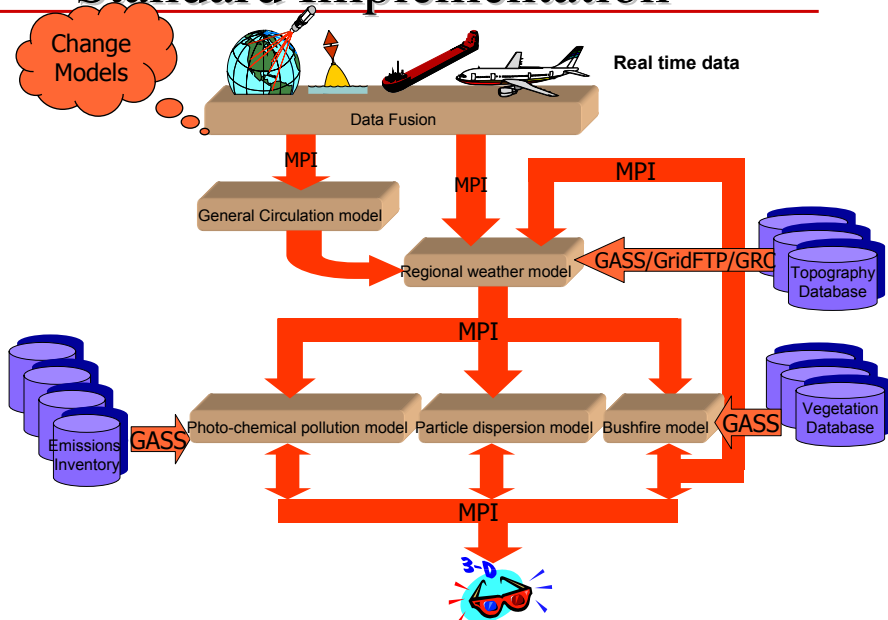 Standard Implementation
Change
Models
Real time data
Data Fusion
MPI
MPI
MPI
General Circulation model
Regional weather model
GASS/GridFTP/GRC
Topography
Database
MPI
Photo-chemical pollution model
Particle dispersion model
Bushfire model
Emissions
Inventory
GASS
GASS
Vegetation
Database
MPI
3-D